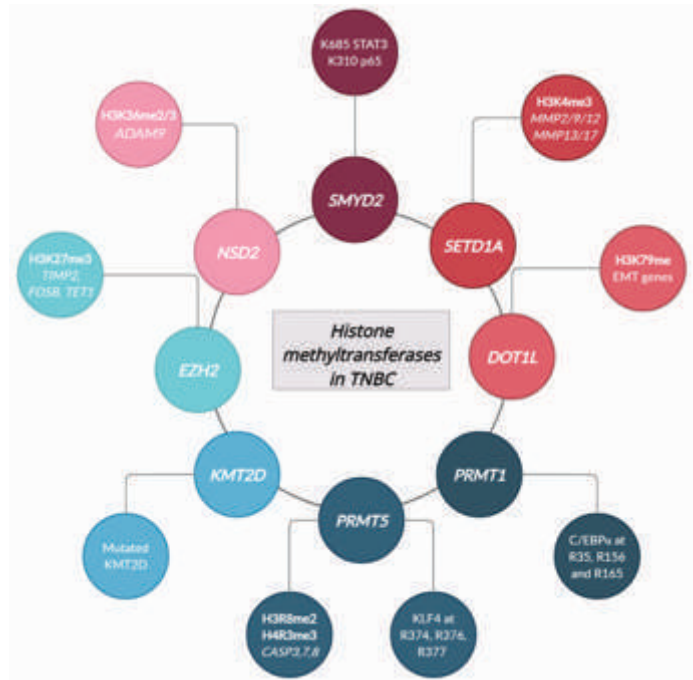 K685 STAT3
K310 p65
H3K36me2/3
ADAM9
H3K4me3
MMP2/9/12
MMP13/17
SMYD2
NSD2
SETD1A
H3K27me3
TIMP2,
FOSB, TET1
H3K79me
EMT genes
Histone
methyltransferases
in TNBC
EZH2
DOT1L
KMT2D
PRMT1
PRMT5
Mutated
KMT2D
C/EBPα at
R35, R156
and R165
H3R8me2
H4R3me3
CASP3,7,8
KLF4 at
R374, R376,
R377